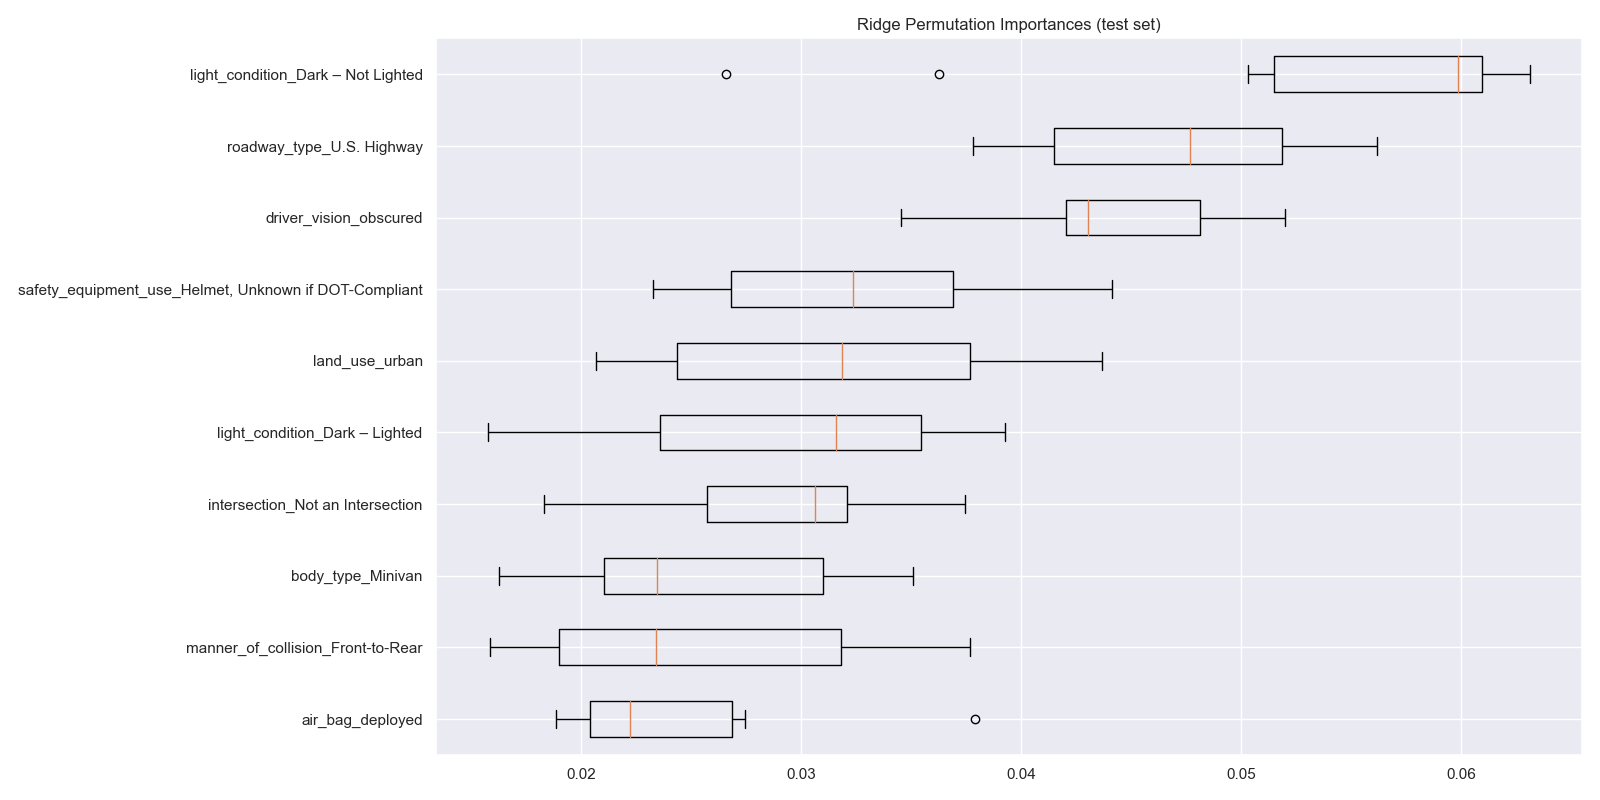 Ridge Permutation Importances (test set)
light_condition_Dark – Not Lighted
roadway_type_U.S. Highway
driver_vision_obscured
safety_equipment_use_Helmet, Unknown if DOT-Compliant
land_use_urban
light_condition_Dark – Lighted
intersection_Not an Intersection
body_type_Minivan
manner_of_collision_Front-to-Rear
air_bag_deployed
0.02 0.03 0.04 0.05 0.06